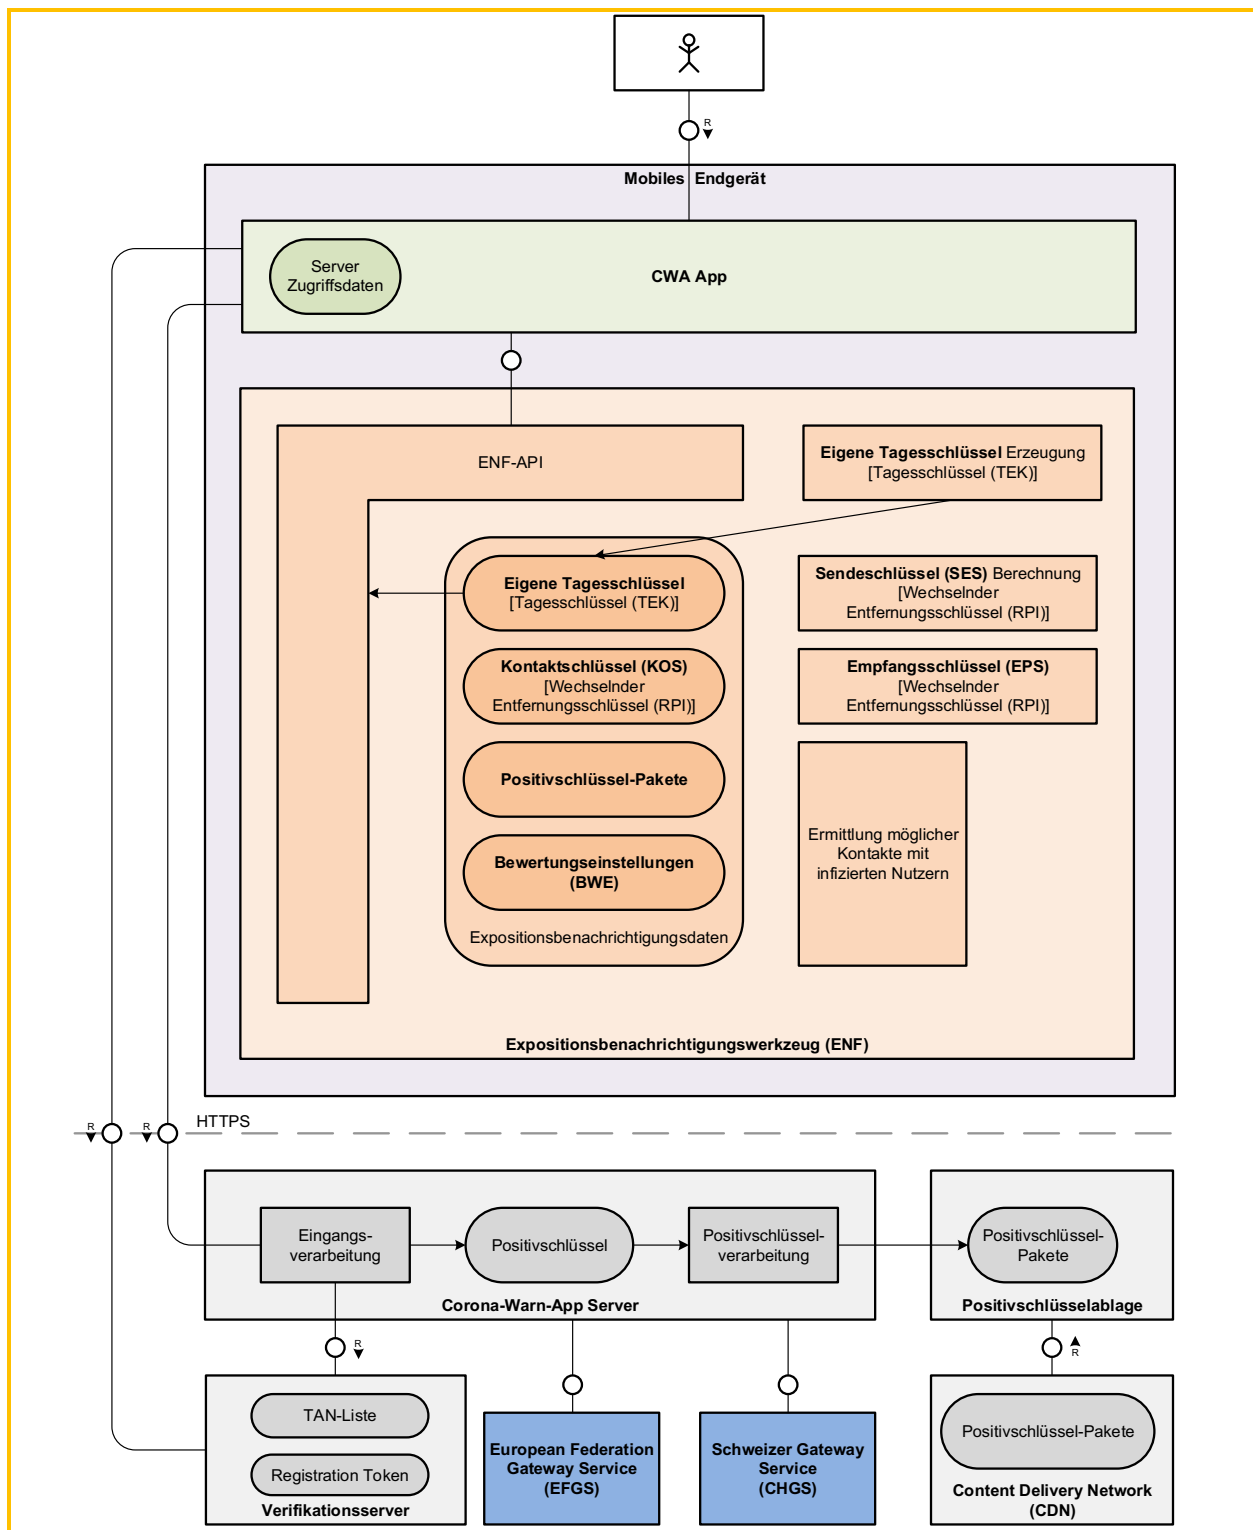 R
Mobiles Endgerät
Server
Zugriffsdaten
CWA App
ENF-API
Eigene Tagesschlüssel Erzeugung
[Tagesschlüssel (TEK)]
Eigene Tagesschlüssel
[Tagesschlüssel (TEK)]
Sendeschlüssel (SES) Berechnung
[Wechselnder
Entfernungsschlüssel (RPI)]
Kontaktschlüssel (KOS)
[Wechselnder
Entfernungsschlüssel (RPI)]
Empfangsschlüssel (EPS)
[Wechselnder
Entfernungsschlüssel (RPI)]
Positivschlüssel-Pakete
Ermittlung möglicher
Kontakte mit
infizierten Nutzern
Bewertungseinstellungen
(BWE)
Expositionsbenachrichtigungsdaten
Expositionsbenachrichtigungswerkzeug (ENF)
HTTPS
R
R
Eingangs-
verarbeitung
Positivschlüssel
Positivschlüssel-
verarbeitung
Positivschlüssel-
Pakete
Corona-Warn-App Server
Positivschlüsselablage
R
R
TAN-Liste
Registration Token
Verifikationsserver
European Federation
Gateway Service
(EFGS)
Schweizer Gateway
Service
(CHGS)
Positivschlüssel-Pakete
Content Delivery Network
(CDN)